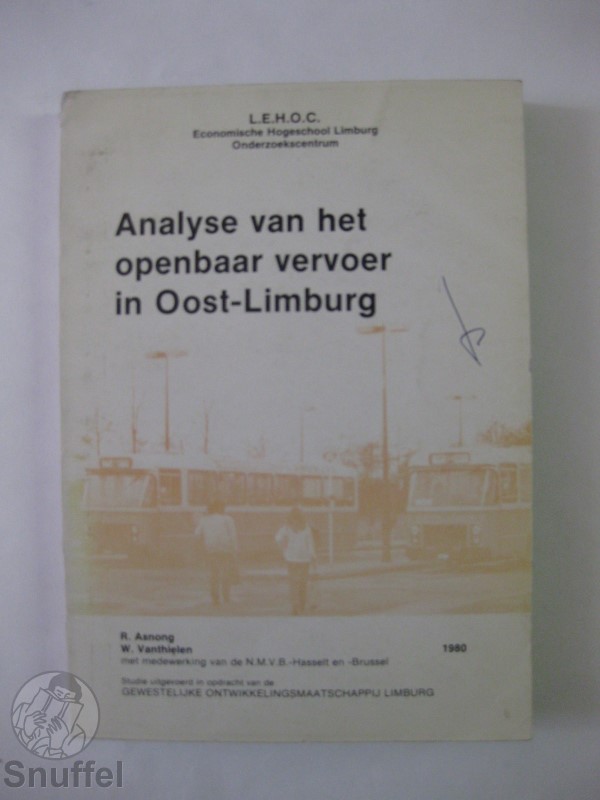 L.E.H.O.C.
Economische Hogeschool Limburg
Onderzoekscentrum
Analyse van het
openbaar vervoer
in Oost-Limburg
R. Asnong
W. Vanthielen 1980
met medewerking van de N.M.V.B.-Hasselt en -Brussel
Studie uitgevoerd in opdracht van de
GEWESTELIJKE ONTWIKKELINGSMAATSCHAPPIJ LIMBURG
Snuffel